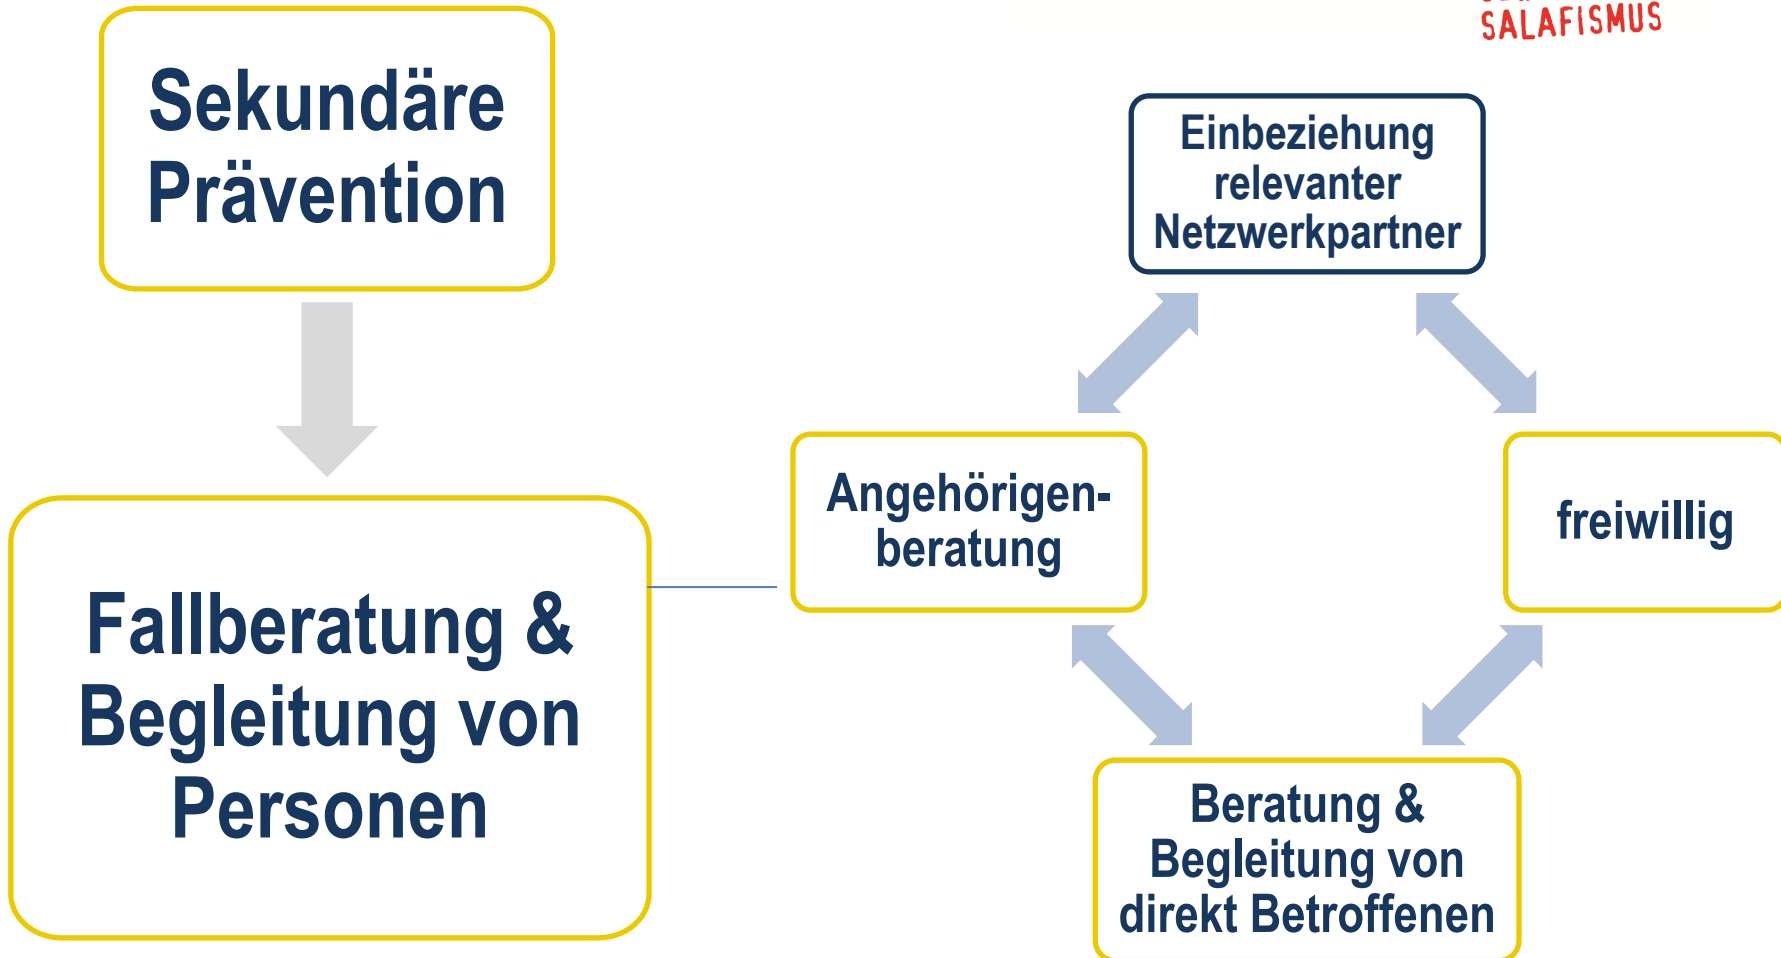 SALAFISMUS
Sekundäre
Prävention
Fallberatung &
Begleitung von
Personen
Einbeziehung
relevanter
Netzwerkpartner
Angehörigen-
beratung
freiwillig
Beratung &
Begleitung von
direkt Betroffenen